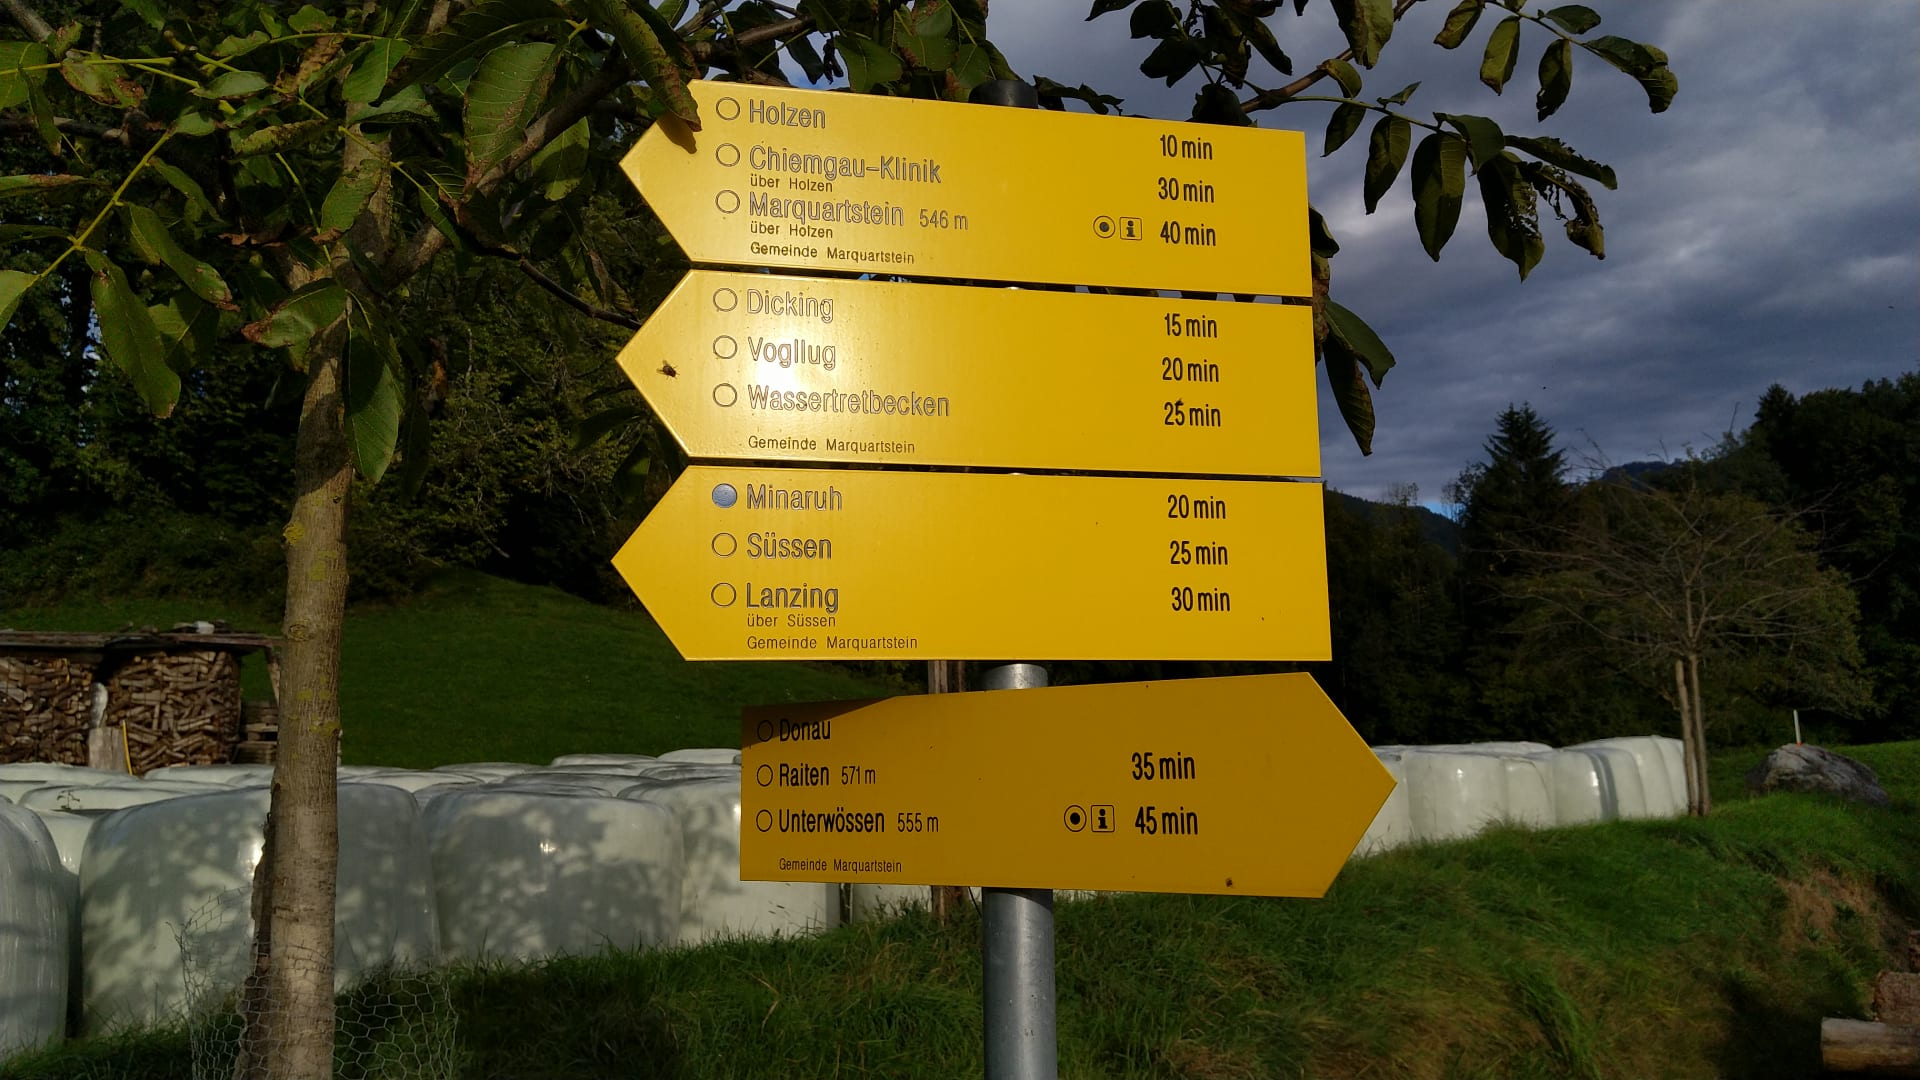 Holzen 10 min
Chiemgau-Klinik 30 min
über Holzen
Marquartstein 546 m i 40 min
über Holzen
Gemeinde Marquartstein
Dicking 15 min
Vogllug 20 min
Wassertretbecken 25 min
Gemeinde Marquartstein
Minaruh 20 min
Süssen 25 min
Lanzing 30 min
über Süssen
Gemeinde Marquartstein
Donau
Raiten 571 m 35 min
Unterwössen 555 m i 45 min
Gemeinde Marquartstein